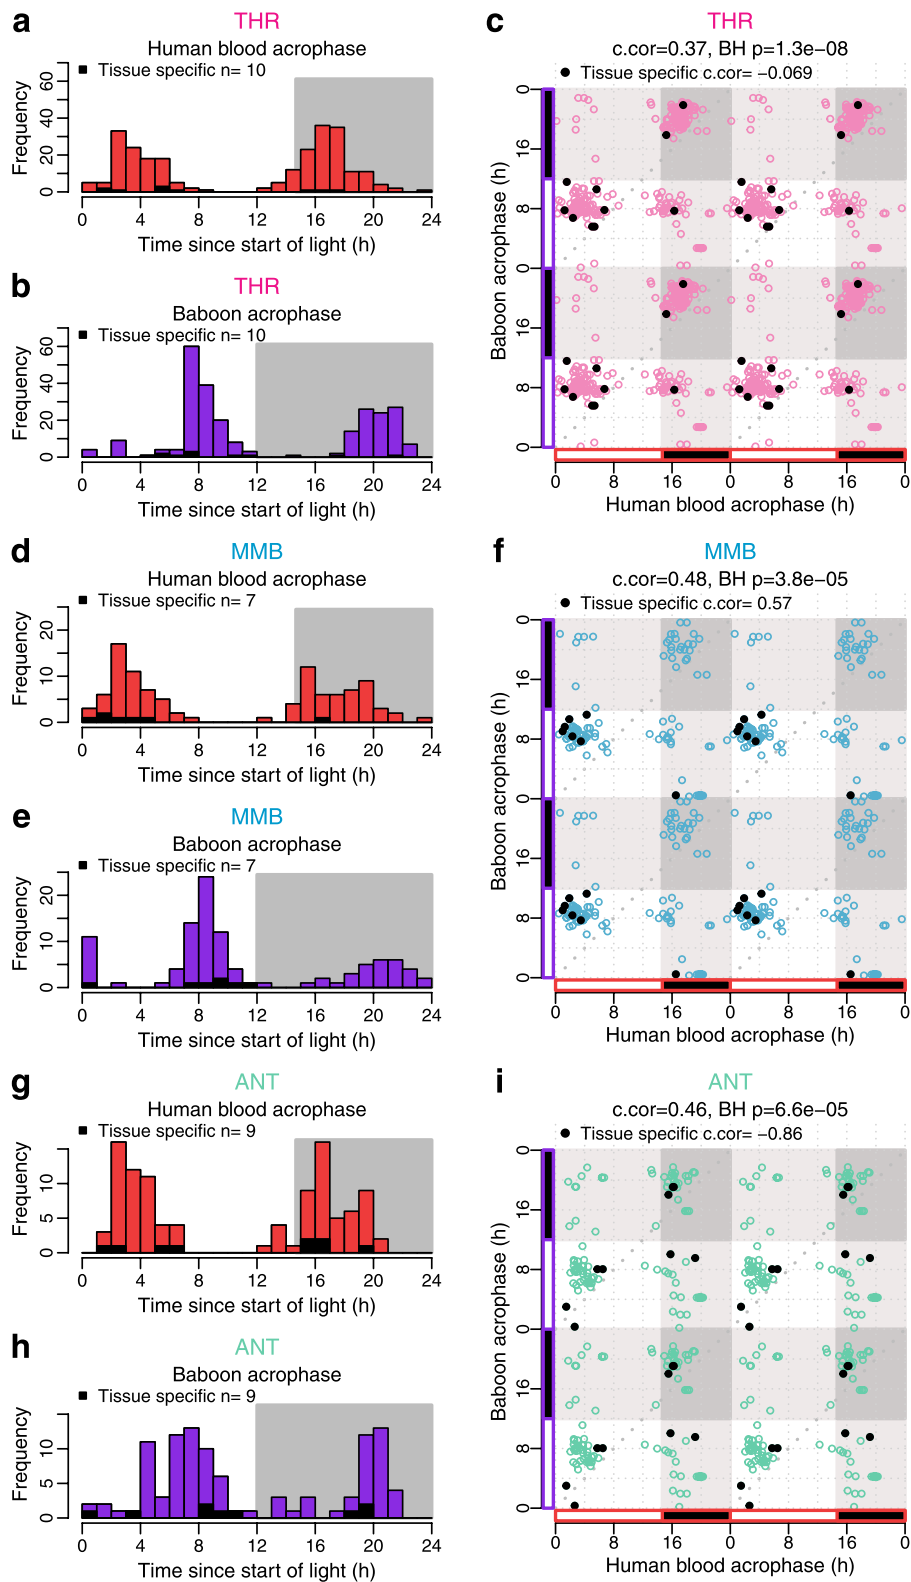 a
THR
Human blood acrophase
Tissue specific n= 10
Frequency
0 20 40 60
0 4 8 12 16 20 24
Time since start of light (h)
b
THR
Baboon acrophase
Tissue specific n= 10
Frequency
0 20 40 60
0 4 8 12 16 20 24
Time since start of light (h)
c
THR
c.cor=0.37, BH p=1.3e−08
Tissue specific c.cor= −0.069
Baboon acrophase (h)
0 8 16 0 8 16 0
0 8 16 0 8 16 0
Human blood acrophase (h)
d
MMB
Human blood acrophase
Tissue specific n= 7
Frequency
0 10 20
0 4 8 12 16 20 24
Time since start of light (h)
e
MMB
Baboon acrophase
Tissue specific n= 7
Frequency
0 10 20
0 4 8 12 16 20 24
Time since start of light (h)
f
MMB
c.cor=0.48, BH p=3.8e−05
Tissue specific c.cor= 0.57
Baboon acrophase (h)
0 8 16 0 8 16 0
0 8 16 0 8 16 0
Human blood acrophase (h)
g
ANT
Human blood acrophase
Tissue specific n= 9
Frequency
0 5 10
0 4 8 12 16 20 24
Time since start of light (h)
h
ANT
Baboon acrophase
Tissue specific n= 9
Frequency
0 5 10
0 4 8 12 16 20 24
Time since start of light (h)
i
ANT
c.cor=0.46, BH p=6.6e−05
Tissue specific c.cor= −0.86
Baboon acrophase (h)
0 8 16 0 8 16 0
0 8 16 0 8 16 0
Human blood acrophase (h)